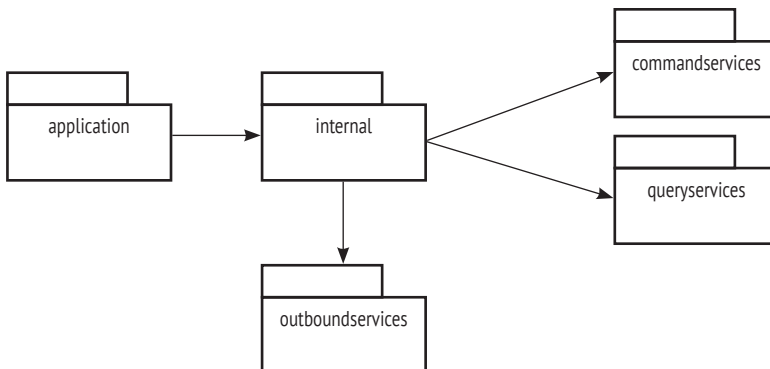 commandservices
application
internal
queryservices
outboundservices